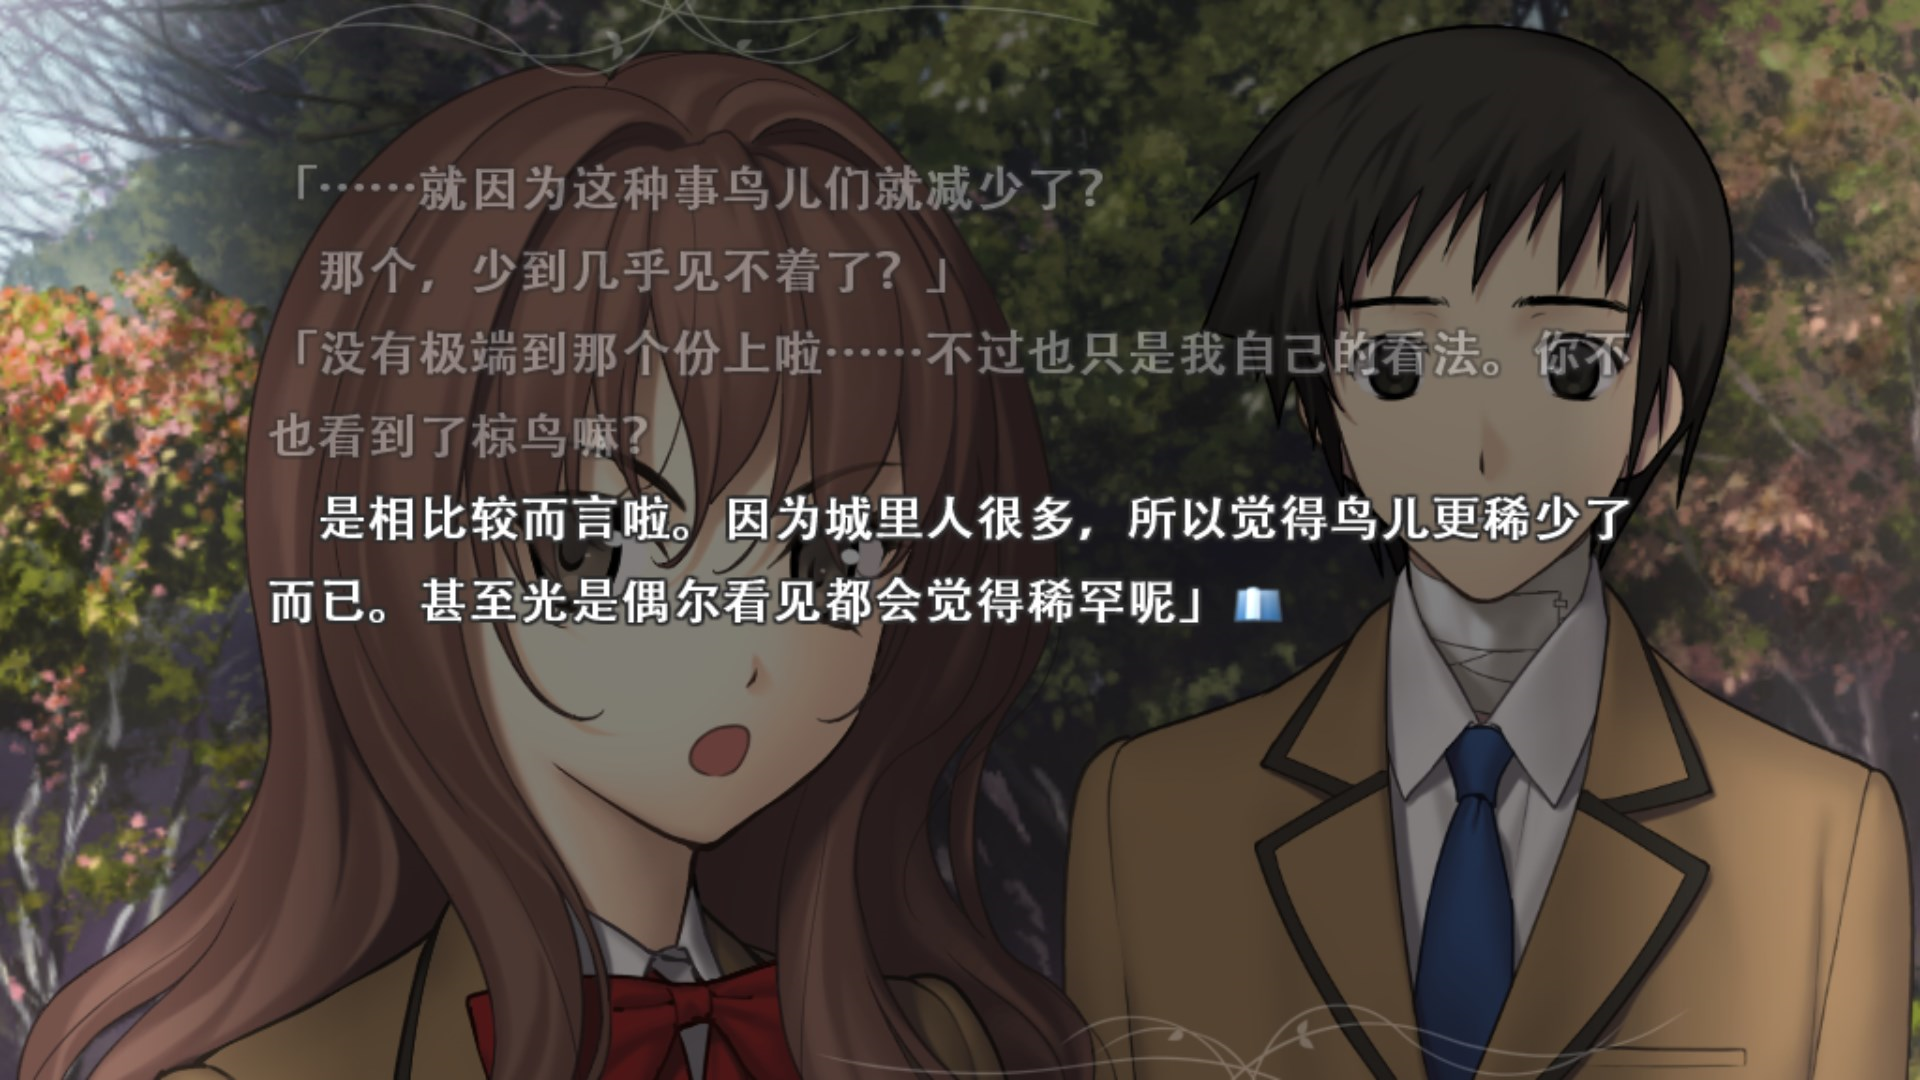 「……就因为这种事鸟儿们就减少了？
那个，少到几乎见不着了？」
「没有极端到那个份上啦……不过也只是我自己的看法。你不
也看到了椋鸟嘛？
是相比较而言啦。因为城里人很多，所以觉得鸟儿更稀少了
而已。甚至光是偶尔看见都会觉得稀罕呢」